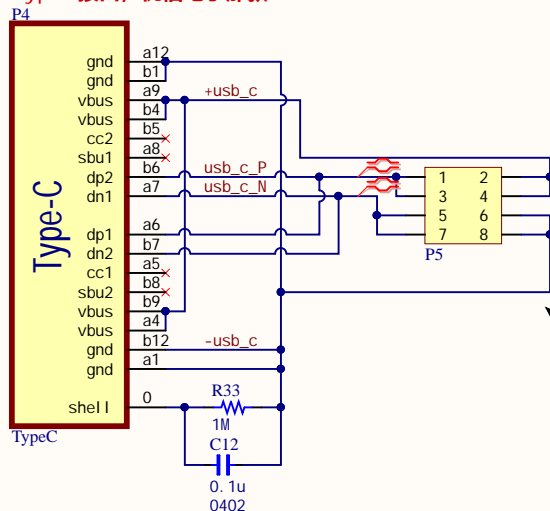 P4
gnd a12
gnd b1
vbus a9 +usb_c
vbus b4
cc2 b5
sbu1 a8
dp2 b6 usb_c_P 1 2
dn1 a7 usb_c_N 3 4
5 6
dp1 a6 7 8
dn2 b7 P5
cc1 a5
sbu2 b8
vbus b9
vbus a4
gnd b12 -usb_c
gnd a1
shell 0
Type-C
TypeC
R33
1M
C12
0.1u
0402